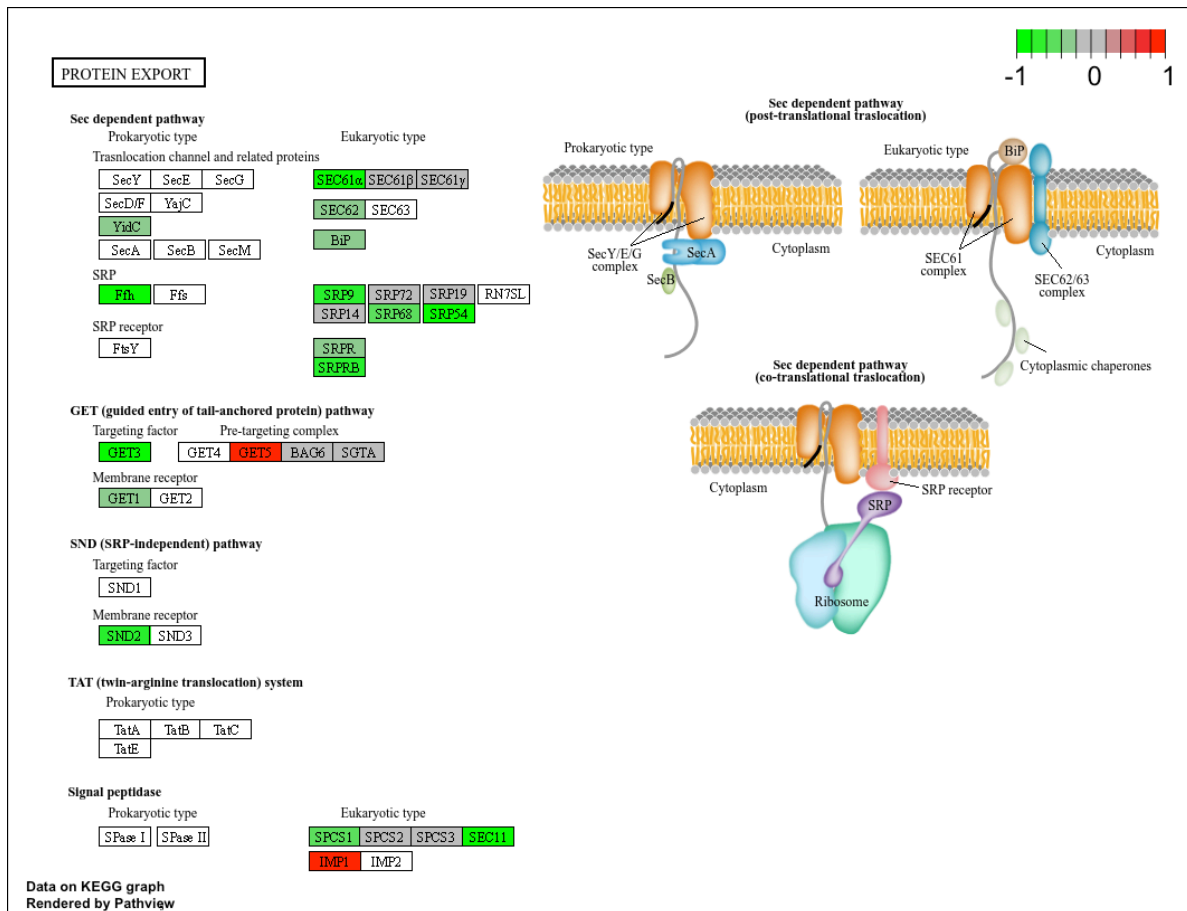 PROTEIN EXPORT
-1 0 1
Sec dependent pathway
Prokaryotic type
Eukaryotic type
Trasnlocation channel and related proteins
SecY SecE SecG
SEC61α SEC61β SEC61γ
SecD/F YajC
SEC62 SEC63
YidC
BiP
SecA SecB SecM
SRP
Ffh Ffs
SRP9 SRP72 SRP19 RN7SL
SRP14 SRP68 SRP54
SRP receptor
FtsY
SRPR
SRPRB
GET (guided entry of tail-anchored protein) pathway
Targeting factor
Pre-targeting complex
GET3
GET4 GET5 BAG6 SGTA
Membrane receptor
GET1 GET2
SND (SRP-independent) pathway
Targeting factor
SND1
Membrane receptor
SND2 SND3
TAT (twin-arginine translocation) system
Prokaryotic type
TatA TatB TatC
TatE
Signal peptidase
Prokaryotic type
Eukaryotic type
SPase I SPase II
SPCS1 SPCS2 SPCS3 SEC11
IMP1 IMP2
Sec dependent pathway
(post-translational traslocation)
Prokaryotic type
Cytoplasm
SecY/E/G
complex
SecA
SecB
Eukaryotic type
BiP
SEC61
complex
Cytoplasm
SEC62/63
complex
Cytoplasmic chaperones
Sec dependent pathway
(co-translational traslocation)
Cytoplasm
SRP receptor
SRP
Ribosome
Data on KEGG graph
Rendered by Pathview